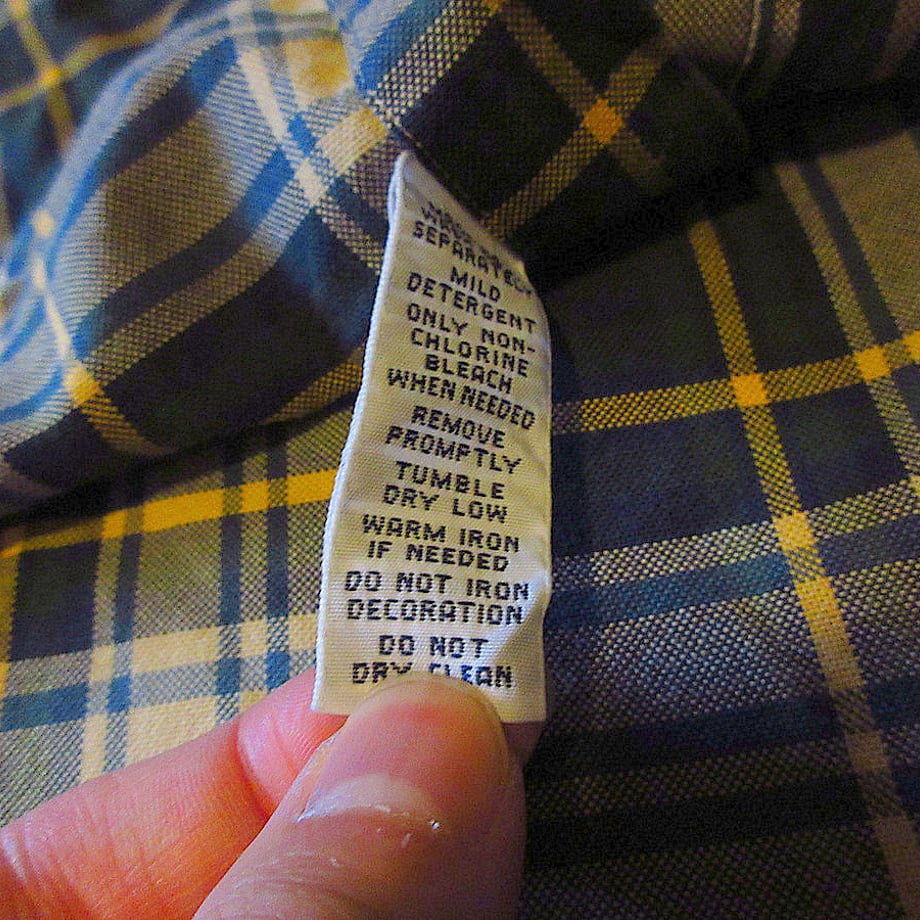 SEPARATELY
MILD
DETERGENT
ONLY NON-
CHLORINE
BLEACH
WHEN NEEDED
REMOVE
PROMPTLY
TUMBLE
DRY LOW
WARM IRON
IF NEEDED
DO NOT IRON
DECORATION
DO NOT
DRY CLEAN